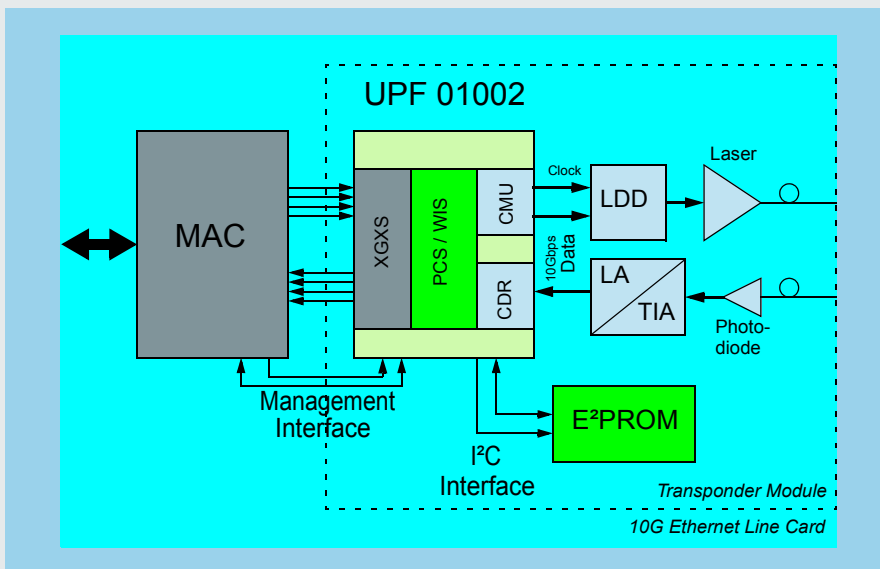 UPF 01002
MAC
XGXS
PCS / WIS
CMU
CDR
Clock
10Gbps
Data
LDD
Laser
LA
TIA
Photo-
diode
Management
Interface
I²C
Interface
E²PROM
Transponder Module
10G Ethernet Line Card